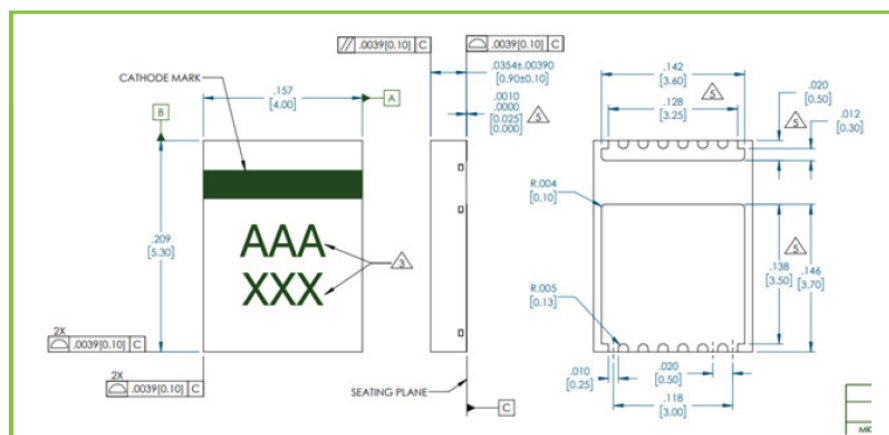 // .0039[0.10] C
.0039[0.10] C
CATHODE MARK
.157
[4.00]
A
B
.0354±.00390
[0.90±0.10]
.0010
.0000
[0.025]
[0.000]
5
.142
[3.60]
.128
[3.25]
5
.020
[0.50]
.012
[0.30]
5
.209
[5.30]
AAA
XXX
3
R.004
[0.10]
.138
[3.50]
.146
[3.70]
5
R.005
[0.13]
2X
.0039[0.10] C
2X
.0039[0.10] C
SEATING PLANE
C
.010
[0.25]
.020
[0.50]
.118
[3.00]